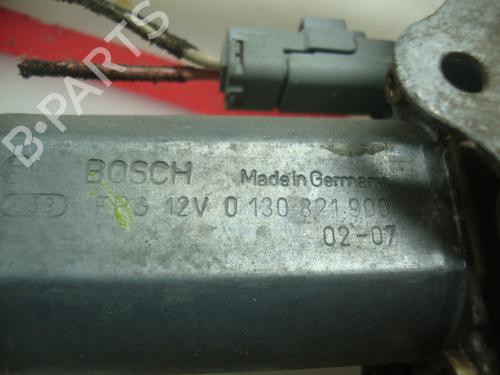 B-PARTS
BOSCH Made in Germany
12V 0 130 821 900
02-07